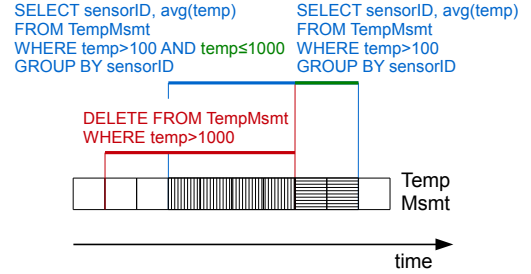 SELECT sensorID, avg(temp)
FROM TempMsmt
WHERE temp>100 AND temp≤1000
GROUP BY sensorID
SELECT sensorID, avg(temp)
FROM TempMsmt
WHERE temp>100
GROUP BY sensorID
DELETE FROM TempMsmt
WHERE temp>1000
Temp
Msmt
time